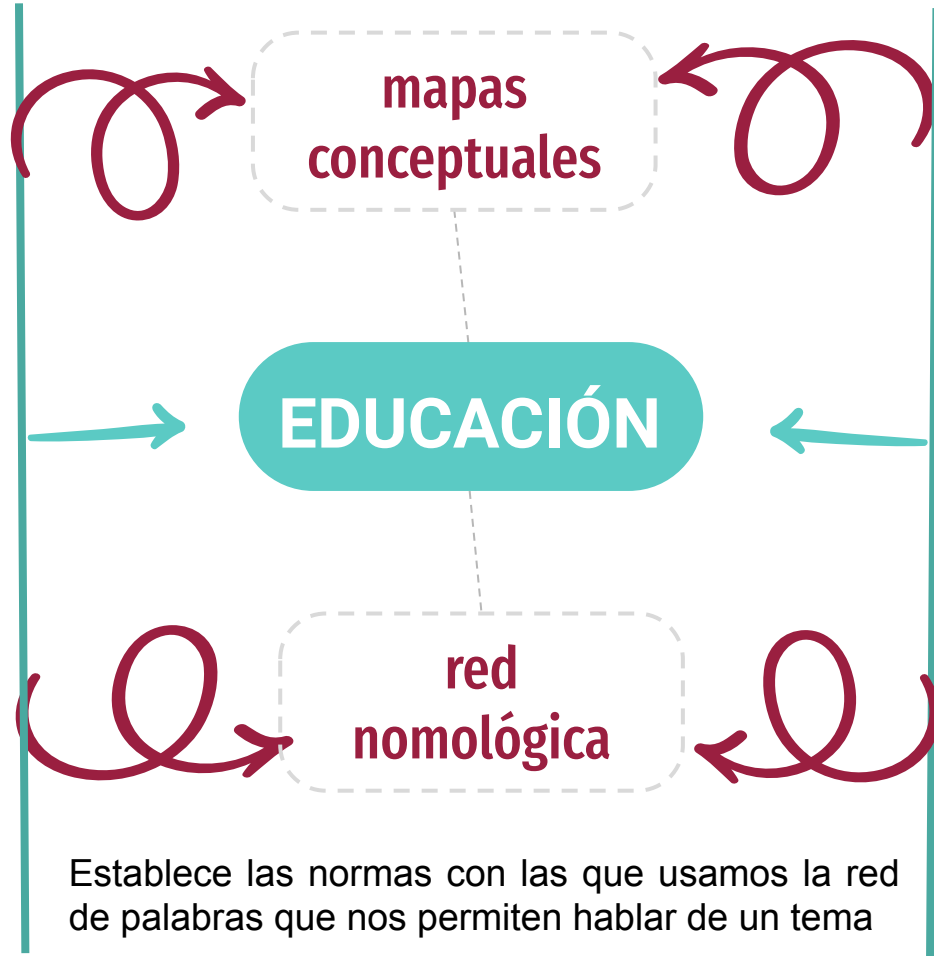 mapas
conceptuales
EDUCACIÓN
red
nomológica
Establece las normas con las que usamos la red
de palabras que nos permiten hablar de un tema